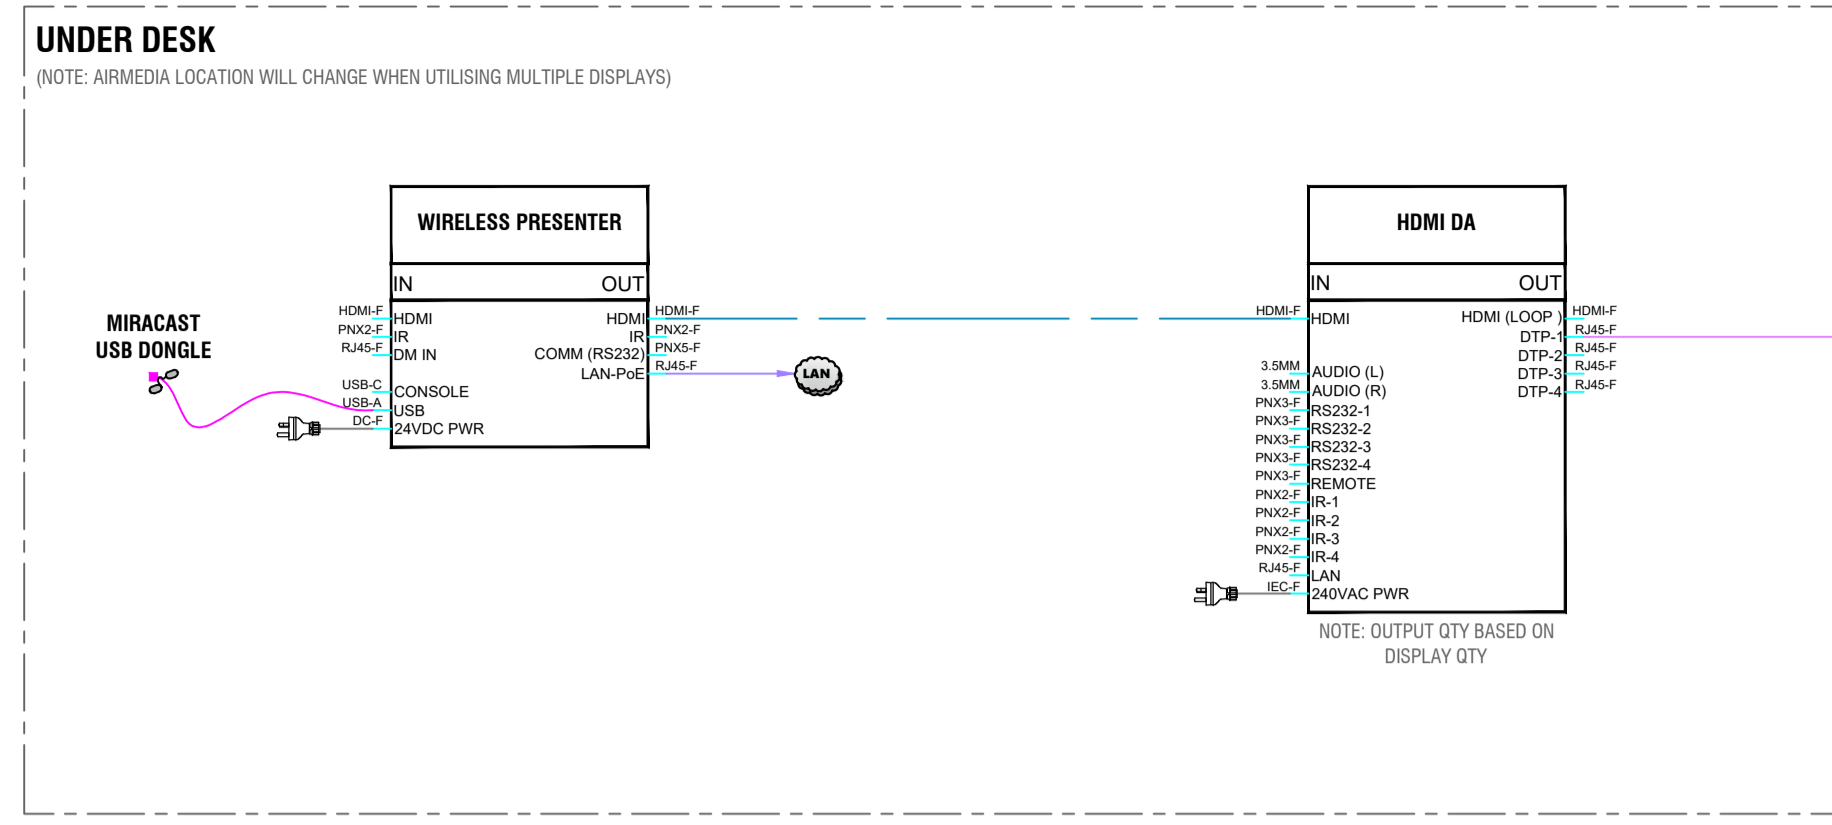 UNDER DESK
(NOTE: AIRMEDIA LOCATION WILL CHANGE WHEN UTILISING MULTIPLE DISPLAYS)
MIRACAST
USB DONGLE
WIRELESS PRESENTER
IN OUT
HDMI-F HDMI HDMI HDMI-F
PNX2-F IR IR PNX2-F
RJ45-F DM IN COMM (RS232) PNX5-F
LAN-PoE RJ45-F
LAN
USB-C CONSOLE
USB-A USB
DC-F 24VDC PWR
HDMI DA
IN OUT
HDMI-F HDMI HDMI (LOOP ) HDMI-F
DTP-1 RJ45-F
DTP-2 RJ45-F
3.5MM AUDIO (L) DTP-3 RJ45-F
3.5MM AUDIO (R) DTP-4 RJ45-F
PNX3-F RS232-1
PNX3-F RS232-2
PNX3-F RS232-3
PNX3-F RS232-4
PNX3-F REMOTE
PNX2-F IR-1
PNX2-F IR-2
PNX2-F IR-3
PNX2-F IR-4
RJ45-F LAN
IEC-F 240VAC PWR
NOTE: OUTPUT QTY BASED ON
DISPLAY QTY